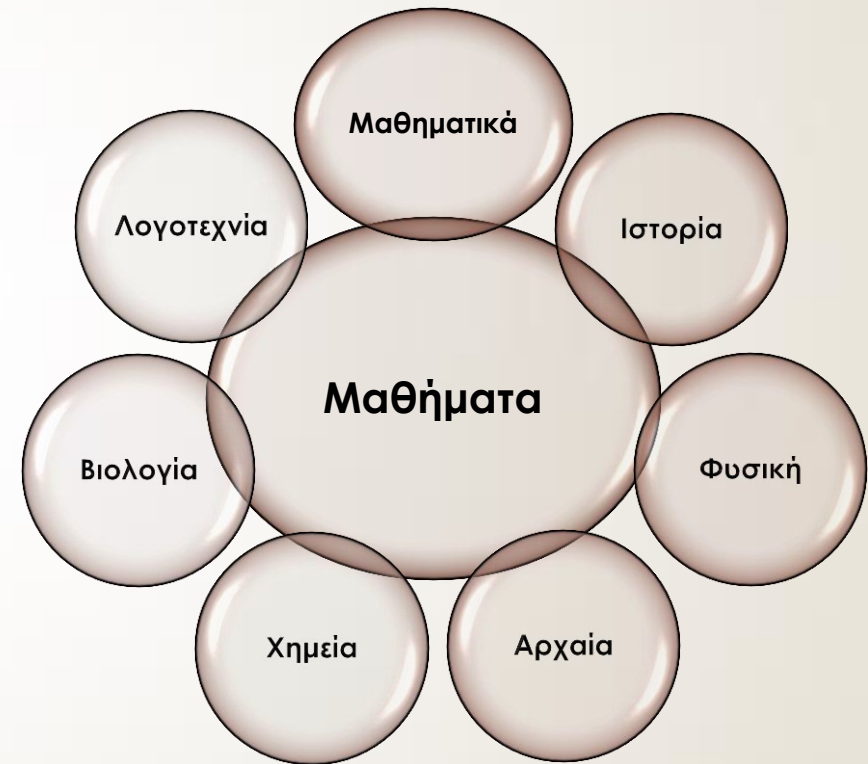 Μαθηματικά
Λογοτεχνία
Ιστορία
Μαθήματα
Βιολογία
Φυσική
Χημεία
Αρχαία